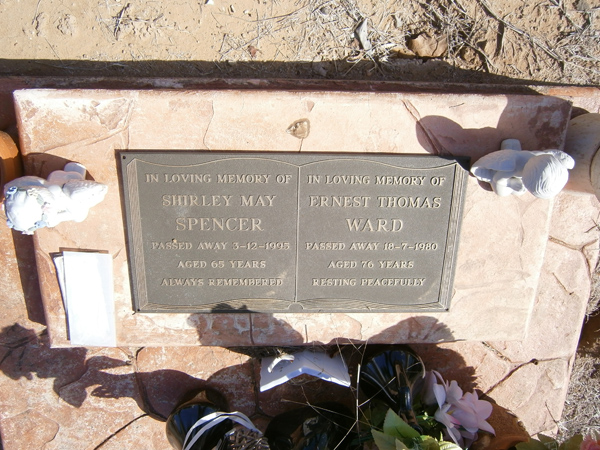 IN LOVING MEMORY OF
SHIRLEY MAY
SPENCER
PASSED AWAY 3-12-1995
AGED 65 YEARS
ALWAYS REMEMBERED
IN LOVING MEMORY OF
ERNEST THOMAS
WARD
PASSED AWAY 18-7-1980
AGED 76 YEARS
RESTING PEACEFULLY